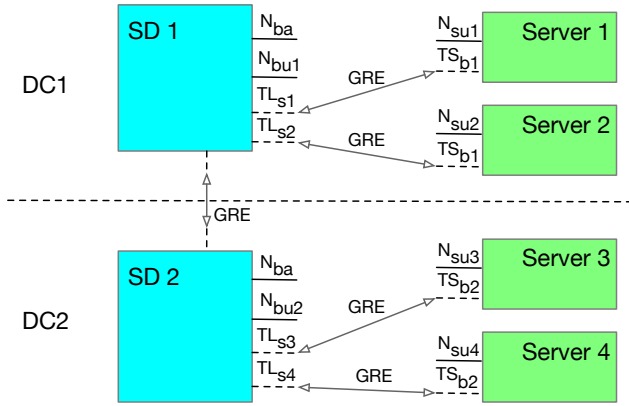 SD 1
N_ba
N_bu1
TL_s1
TL_s2
DC1
GRE
GRE
N_su1
TS_b1
Server 1
N_su2
TS_b1
Server 2
GRE
SD 2
N_ba
N_bu2
TL_s3
TL_s4
DC2
GRE
GRE
N_su3
TS_b2
Server 3
N_su4
TS_b2
Server 4